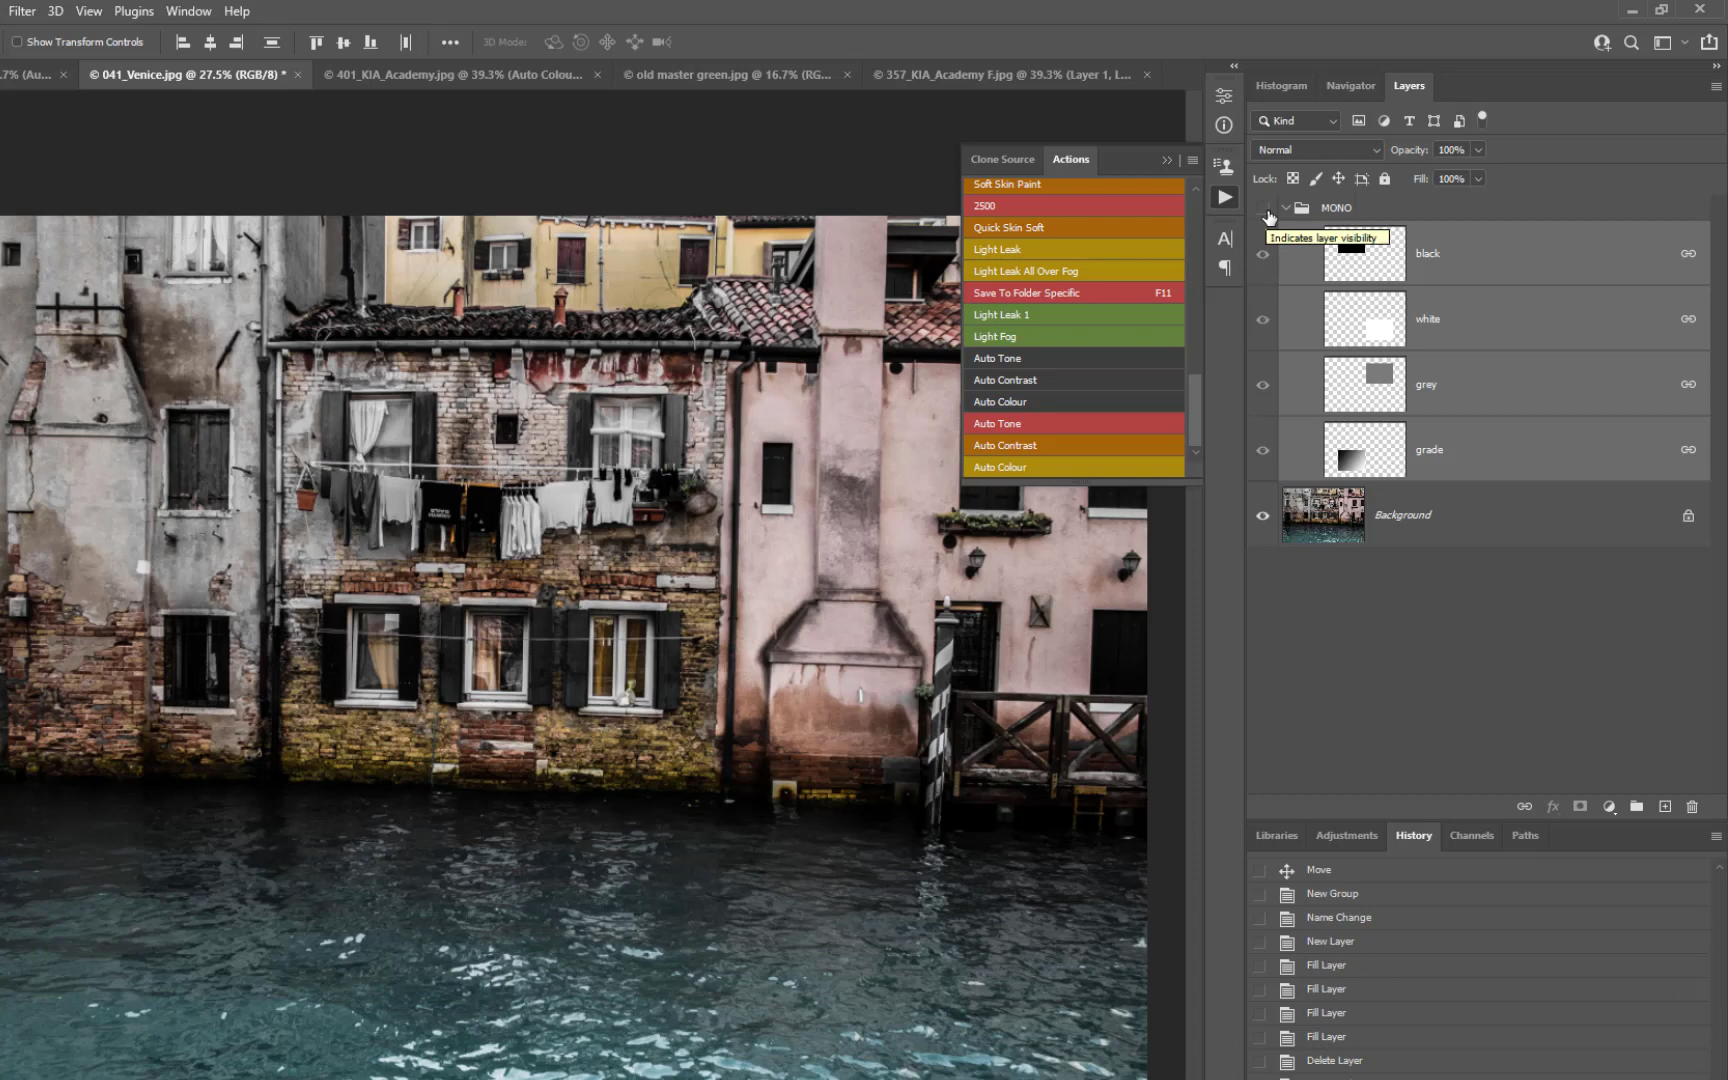 Filter 3D View Plugins Window Help
Show Transform Controls 3D Mode:
.7% (Au... × © 041_Venice.jpg @ 27.5% (RGB/8) * × © 401_KIA_Academy.jpg @ 39.3% (Auto Colou... × © old master green.jpg @ 16.7% (RG... × © 357_KIA_Academy F.jpg @ 39.3% (Layer 1, L... ×
Histogram Navigator Layers
Kind
Normal Opacity: 100%
Lock: Fill: 100%
MONO
Indicates layer visibility
black
white
grey
grade
Background
Clone Source Actions
Soft Skin Paint
2500
Quick Skin Soft
Light Leak
Light Leak All Over Fog
Save To Folder Specific F11
Light Leak 1
Light Fog
Auto Tone
Auto Contrast
Auto Colour
Auto Tone
Auto Contrast
Auto Colour
fx
Libraries Adjustments History Channels Paths
Move
New Group
Name Change
New Layer
Fill Layer
Fill Layer
Fill Layer
Fill Layer
Delete Layer